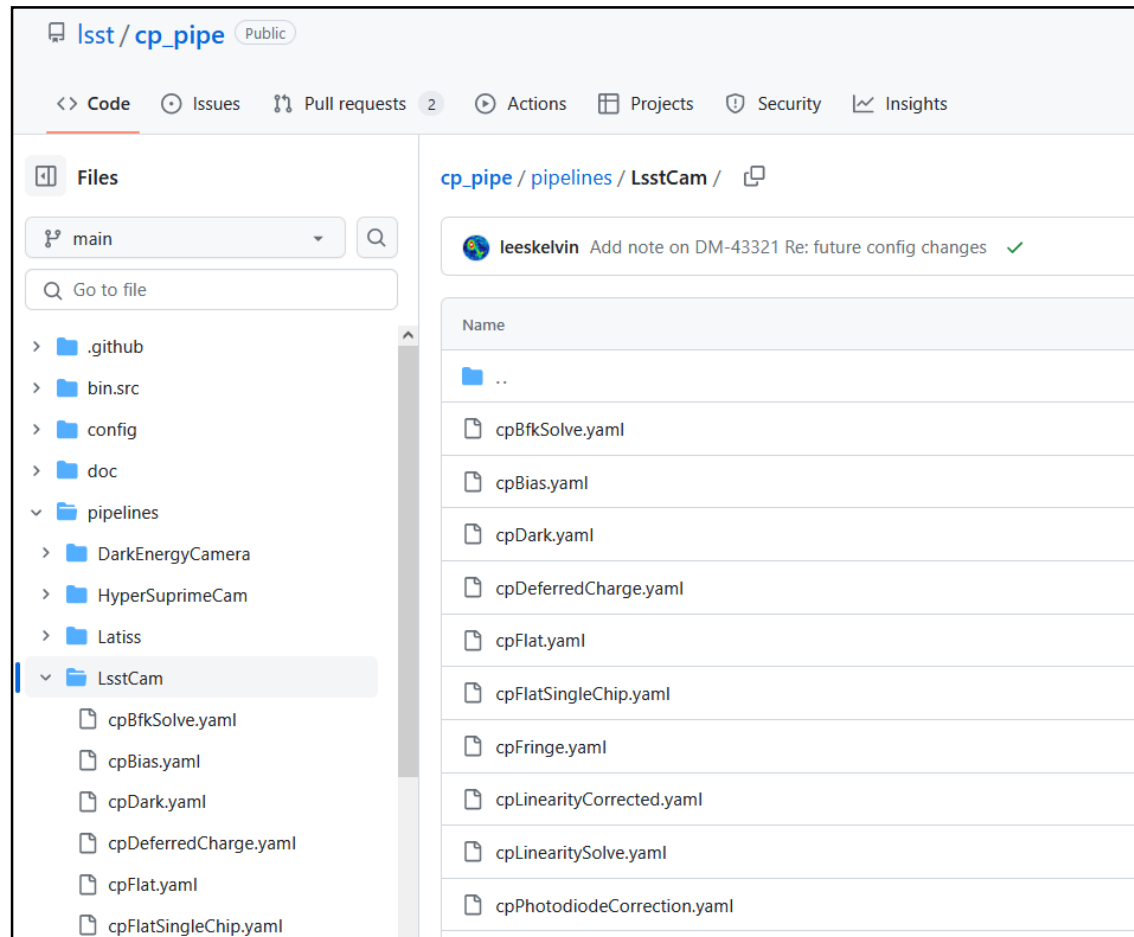 lsst / cp_pipe Public
Code Issues Pull requests 2 Actions Projects Security Insights
Files
main
Go to file
.github
bin.src
config
doc
pipelines
DarkEnergyCamera
HyperSuprimeCam
Latiss
LsstCam
cpBfkSolve.yaml
cpBias.yaml
cpDark.yaml
cpDeferredCharge.yaml
cpFlat.yaml
cpFlatSingleChip.yaml
cp_pipe / pipelines / LsstCam /
leeskelvin Add note on DM-43321 Re: future config changes
Name
..
cpBfkSolve.yaml
cpBias.yaml
cpDark.yaml
cpDeferredCharge.yaml
cpFlat.yaml
cpFlatSingleChip.yaml
cpFringe.yaml
cpLinearityCorrected.yaml
cpLinearitySolve.yaml
cpPhotodiodeCorrection.yaml